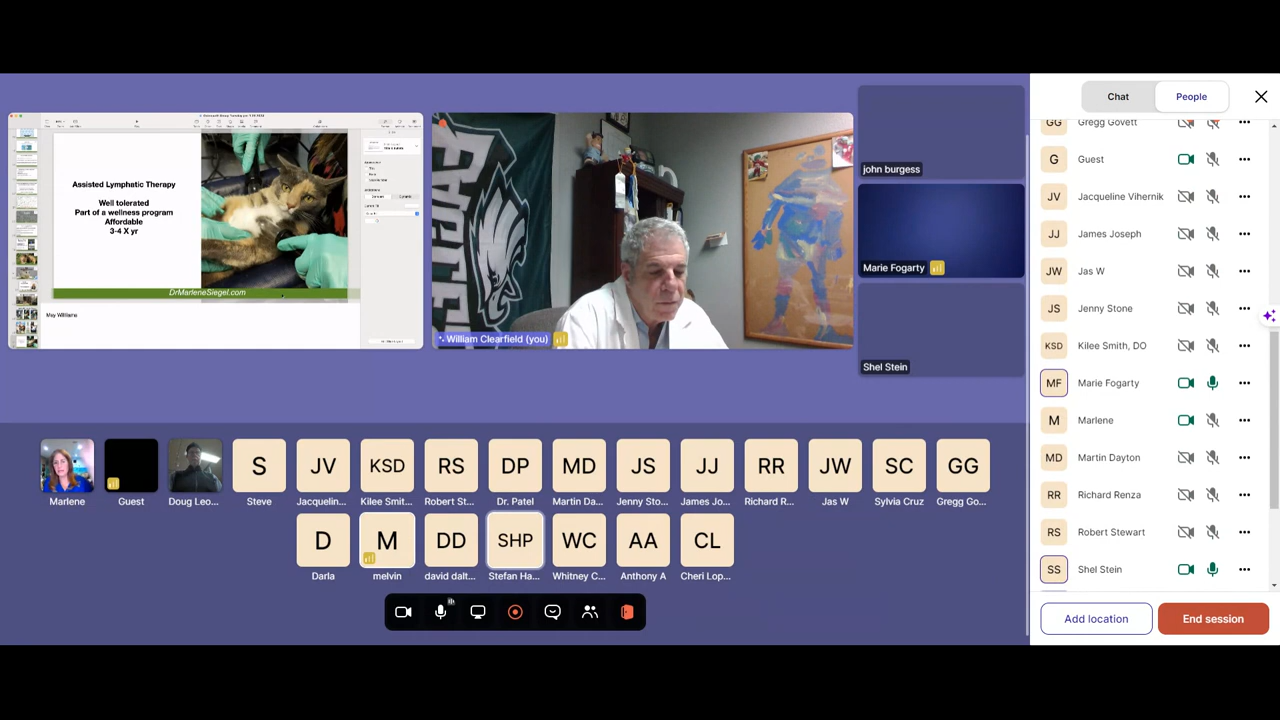 Assisted Lymphatic Therapy
Well tolerated
Part of a wellness program
Affordable
3-4 X yr
DrMarleneSiegel.com
May Williams
EAGLES
William Clearfield (you)
john burgess
Marie Fogarty
Shel Stein
Marlene
Guest
Doug Leo...
S
Steve
JV
Jacquelin...
KSD
Kilee Smit...
RS
Robert St...
DP
Dr. Patel
MD
Martin Da...
JS
Jenny Sto...
JJ
James Jo...
RR
Richard R...
JW
Jas W
SC
Sylvia Cruz
GG
Gregg Go...
D
Darla
M
melvin
DD
david dalt...
SHP
Stefan Ha...
WC
Whitney C...
AA
Anthony A
CL
Cheri Lop...
Chat
People
GG Gregg Govett
G Guest
JV Jacqueline Vihernik
JJ James Joseph
JW Jas W
JS Jenny Stone
KSD Kilee Smith, DO
MF Marie Fogarty
M Marlene
MD Martin Dayton
RR Richard Renza
RS Robert Stewart
SS Shel Stein
Add location
End session